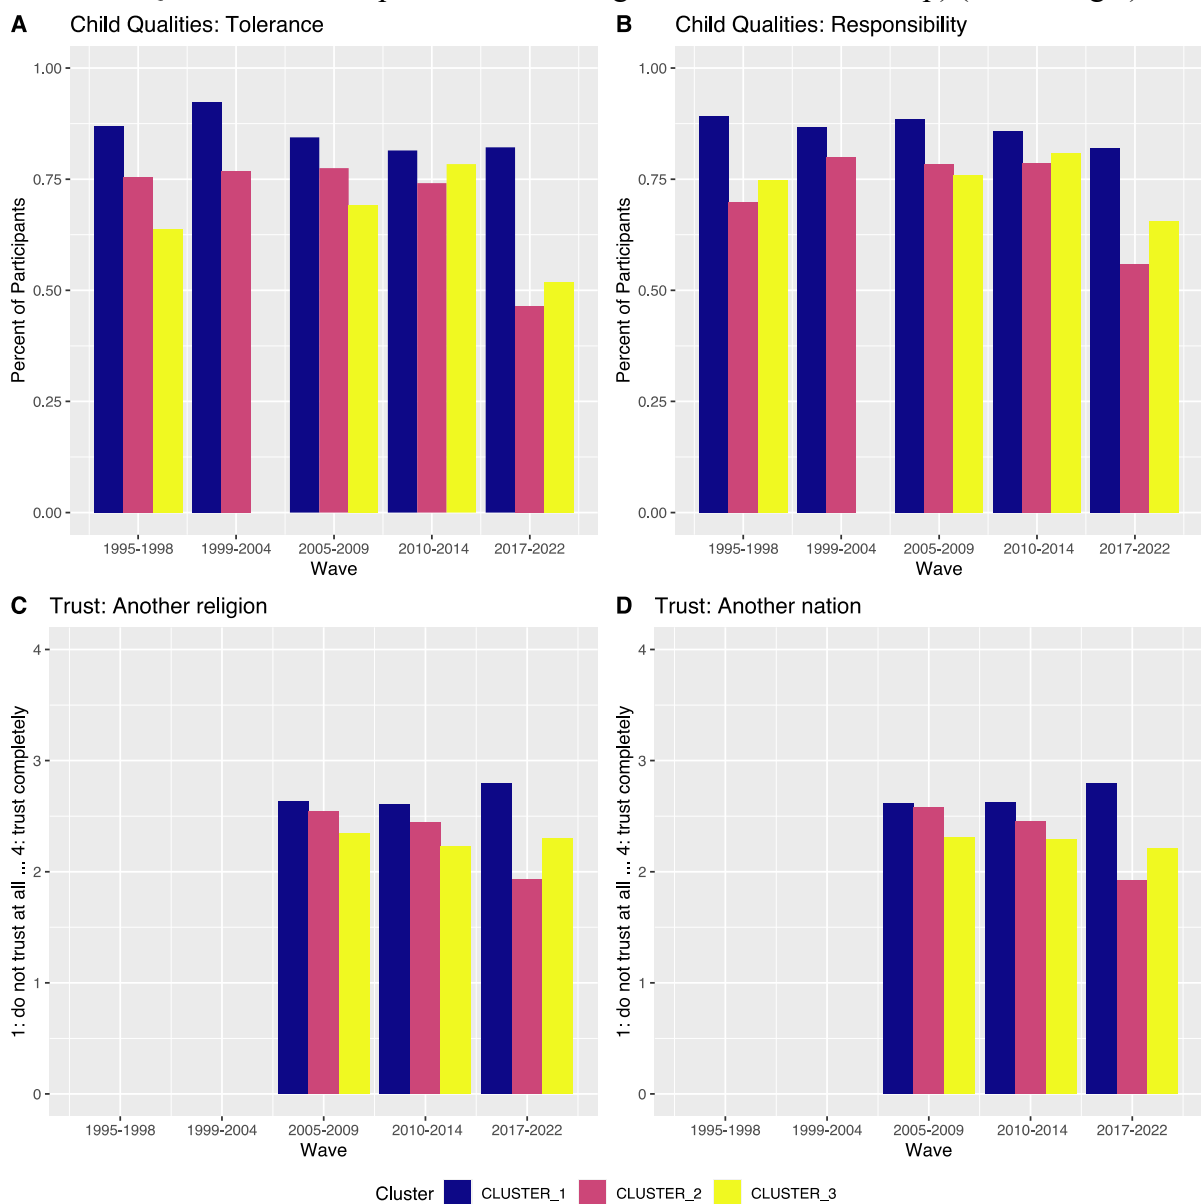 A Child Qualities: Tolerance
1.00
0.75
0.50
0.25
0.00
Percent of Participants
1995-1998 1999-2004 2005-2009 2010-2014 2017-2022
Wave
B Child Qualities: Responsibility
1.00
0.75
0.50
0.25
0.00
Percent of Participants
1995-1998 1999-2004 2005-2009 2010-2014 2017-2022
Wave
C Trust: Another religion
4
3
2
1
0
1: do not trust at all ... 4: trust completely
1995-1998 1999-2004 2005-2009 2010-2014 2017-2022
Wave
D Trust: Another nation
4
3
2
1
0
1: do not trust at all ... 4: trust completely
1995-1998 1999-2004 2005-2009 2010-2014 2017-2022
Wave
Cluster CLUSTER_1 CLUSTER_2 CLUSTER_3